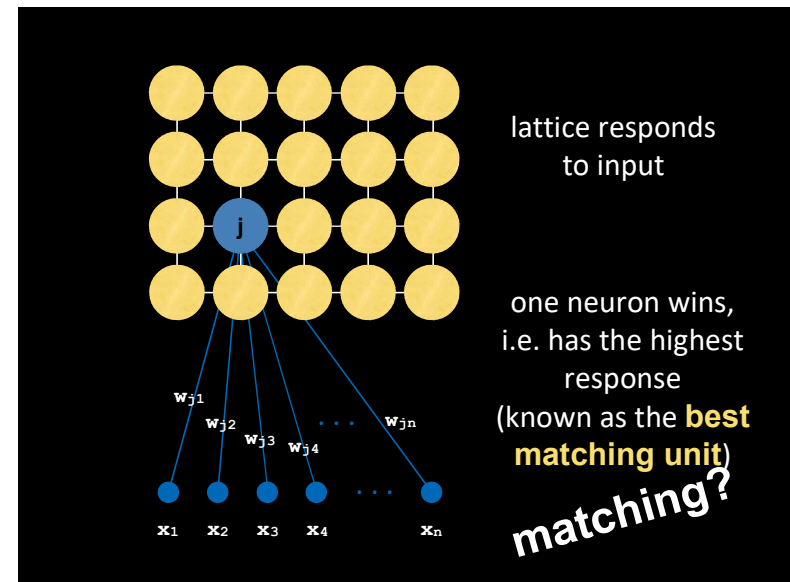 lattice responds
to input
j
one neuron wins,
i.e. has the highest
response
(known as the best
matching unit)
matching?
wj1
wj2
wj3
wj4
· · ·
wjn
· · ·
x1 x2 x3 x4 xn